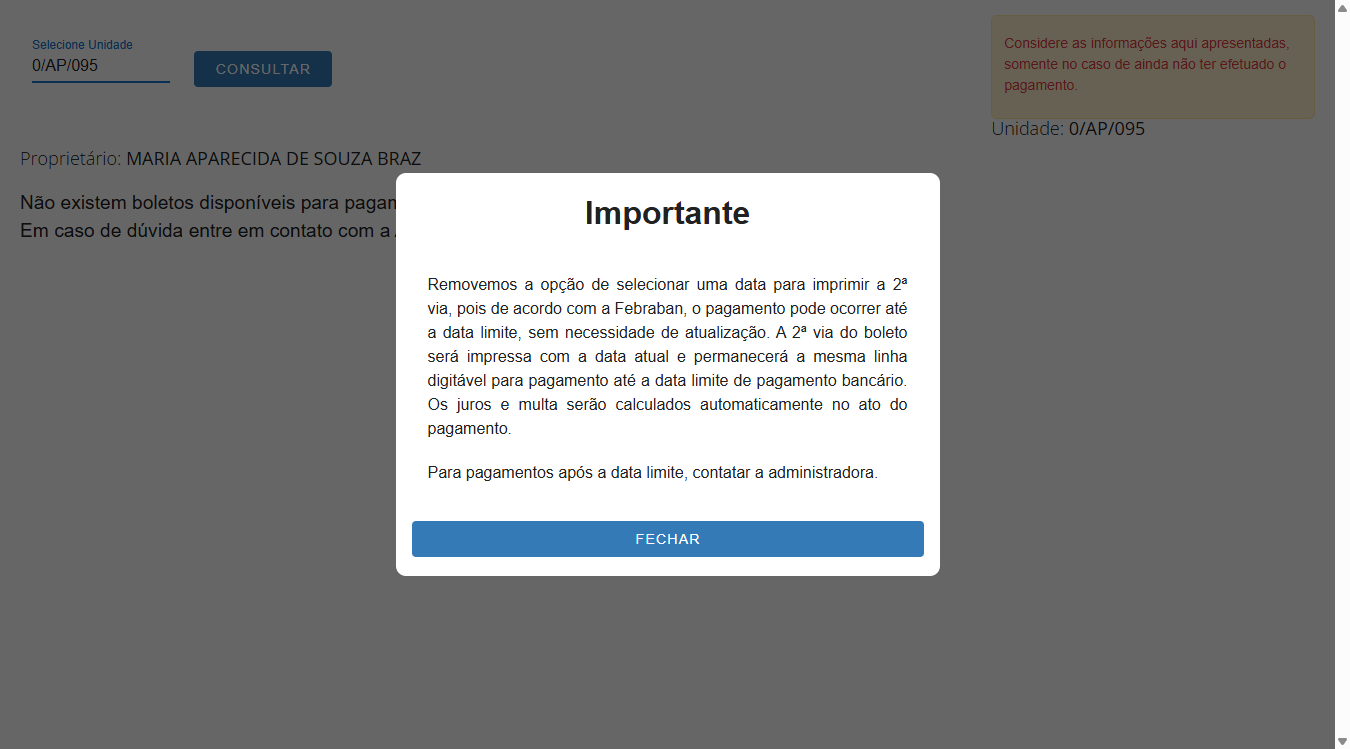 Selecione Unidade
0/AP/095
CONSULTAR
Considere as informações aqui apresentadas,
somente no caso de ainda não ter efetuado o
pagamento.
Unidade: 0/AP/095
Proprietário: MARIA APARECIDA DE SOUZA BRAZ
Não existem boletos disponíveis para
Em caso de dúvida entre em contato com a
Importante
Removemos a opção de selecionar uma data para imprimir a 2ª
via, pois de acordo com a Febraban, o pagamento pode ocorrer até
a data limite, sem necessidade de atualização. A 2ª via do boleto
será impressa com a data atual e permanecerá a mesma linha
digitável para pagamento até a data limite de pagamento bancário.
Os juros e multa serão calculados automaticamente no ato do
pagamento.
Para pagamentos após a data limite, contatar a administradora.
FECHAR